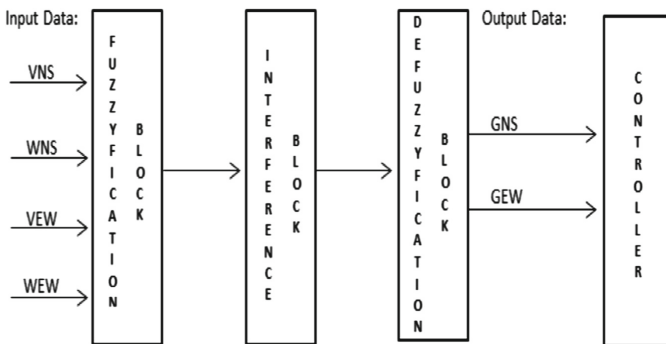 Input Data:
Output Data:
VNS
WNS
VEW
WEW
FUZZYFICATION
BLOCK
INTERFERENCE
BLOCK
DEFUZZYFICATION
BLOCK
GNS
GEW
CONTROLLER